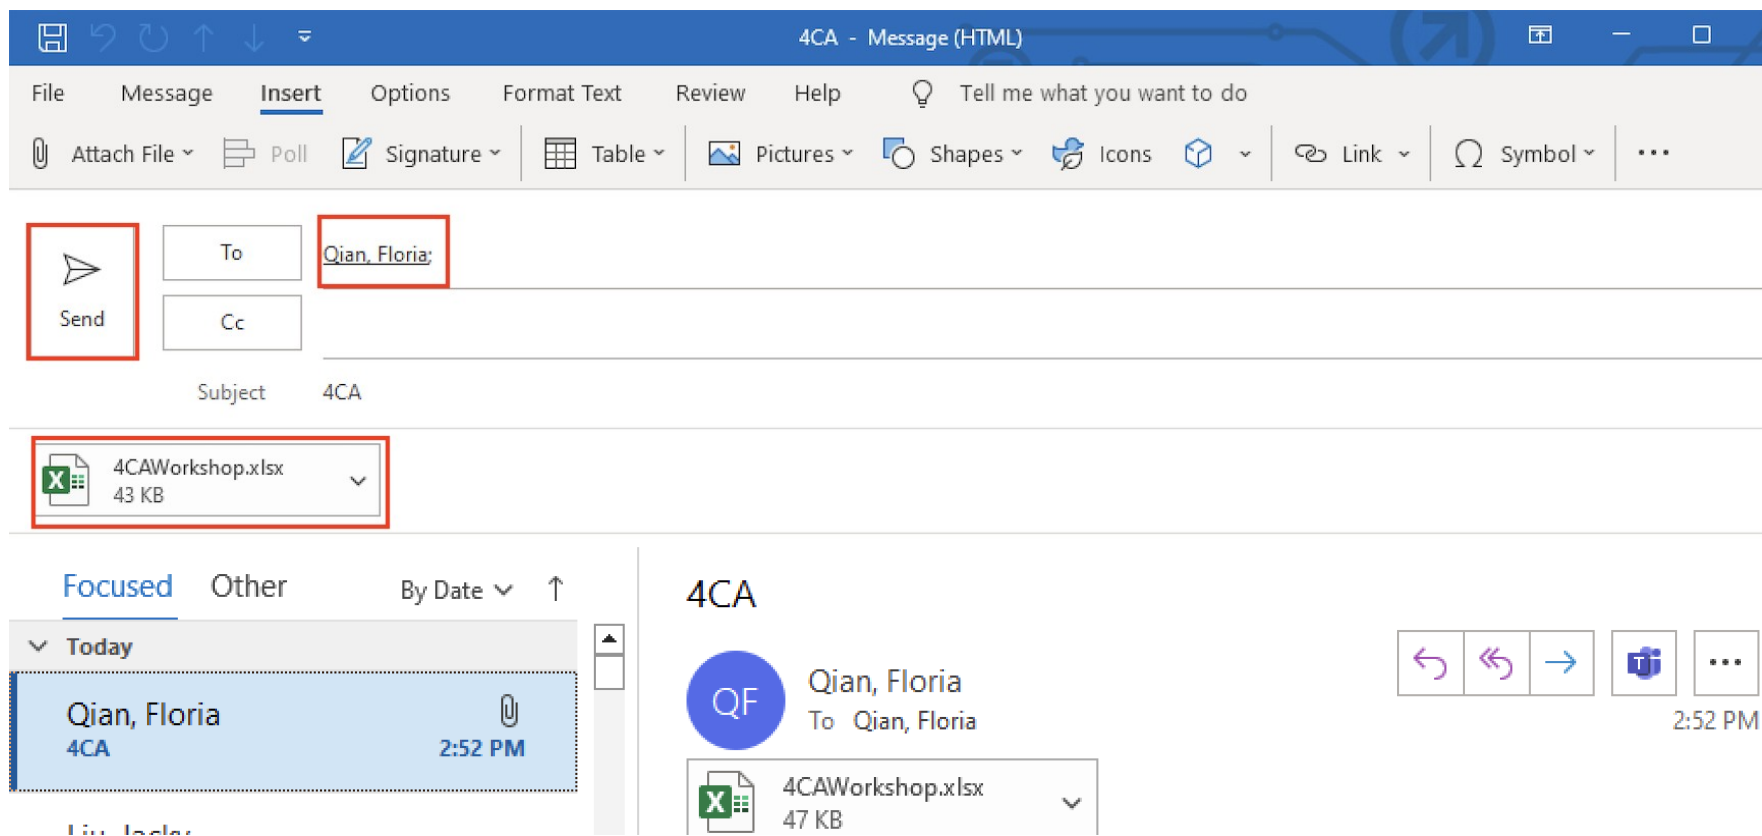 4CA - Message (HTML)
File Message Insert Options Format Text Review Help Tell me what you want to do
Attach File Poll Signature Table Pictures Shapes Icons Link Symbol
Send
To
Qian, Floria;
Cc
Subject 4CA
4CAWorkshop.xlsx
43 KB
Focused Other By Date
Today
Qian, Floria
4CA 2:52 PM
Liu, Jacky
4CA
QF
Qian, Floria
To Qian, Floria
2:52 PM
4CAWorkshop.xlsx
47 KB